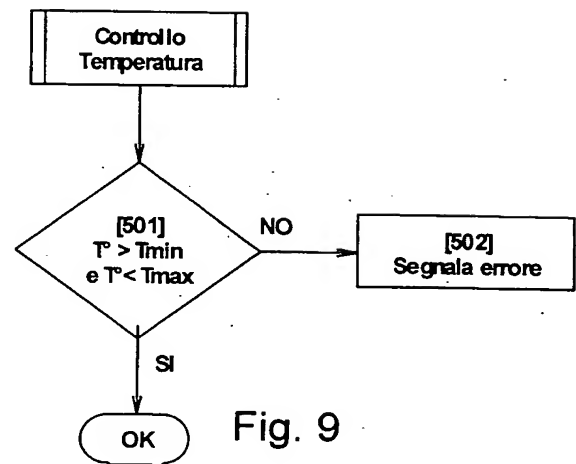 Controllo
Temperatura
[501]
T° > Tmin
e T° < Tmax
NO
[502]
Segnala errore
SI
OK
Fig. 9